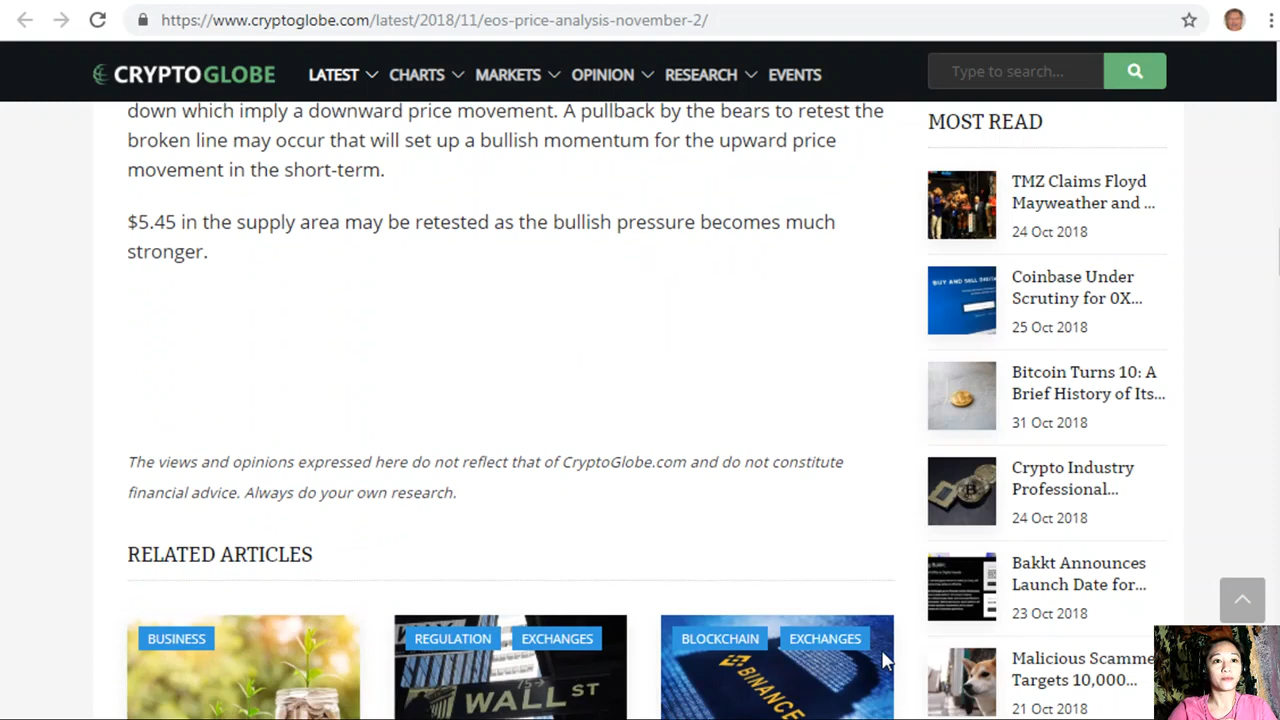 https://www.cryptoglobe.com/latest/2018/11/eos-price-analysis-november-2/
CRYPTOGLOBE
LATEST CHARTS MARKETS OPINION RESEARCH EVENTS
Type to search...
down which imply a downward price movement. A pullback by the bears to retest the
broken line may occur that will set up a bullish momentum for the upward price
movement in the short-term.
$5.45 in the supply area may be retested as the bullish pressure becomes much
stronger.
The views and opinions expressed here do not reflect that of CryptoGlobe.com and do not constitute
financial advice. Always do your own research.
RELATED ARTICLES
BUSINESS
REGULATION EXCHANGES
WALL ST
BLOCKCHAIN EXCHANGES
BINANCE
MOST READ
TMZ Claims Floyd
Mayweather and ...
24 Oct 2018
BUY AND SELL
Coinbase Under
Scrutiny for 0X...
25 Oct 2018
Bitcoin Turns 10: A
Brief History of Its...
31 Oct 2018
Crypto Industry
Professional...
24 Oct 2018
Bakkt Announces
Launch Date for...
23 Oct 2018
Malicious Scamme
Targets 10,000...
21 Oct 2018